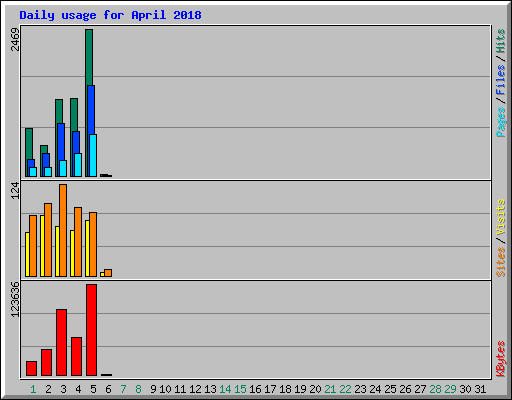 Daily usage for April 2018
2469
Pages / Files / Hits
124
Sites / Visits
123636
KBytes
1 2 3 4 5 6 7 8 9 10 11 12 13 14 15 16 17 18 19 20 21 22 23 24 25 26 27 28 29 30 31